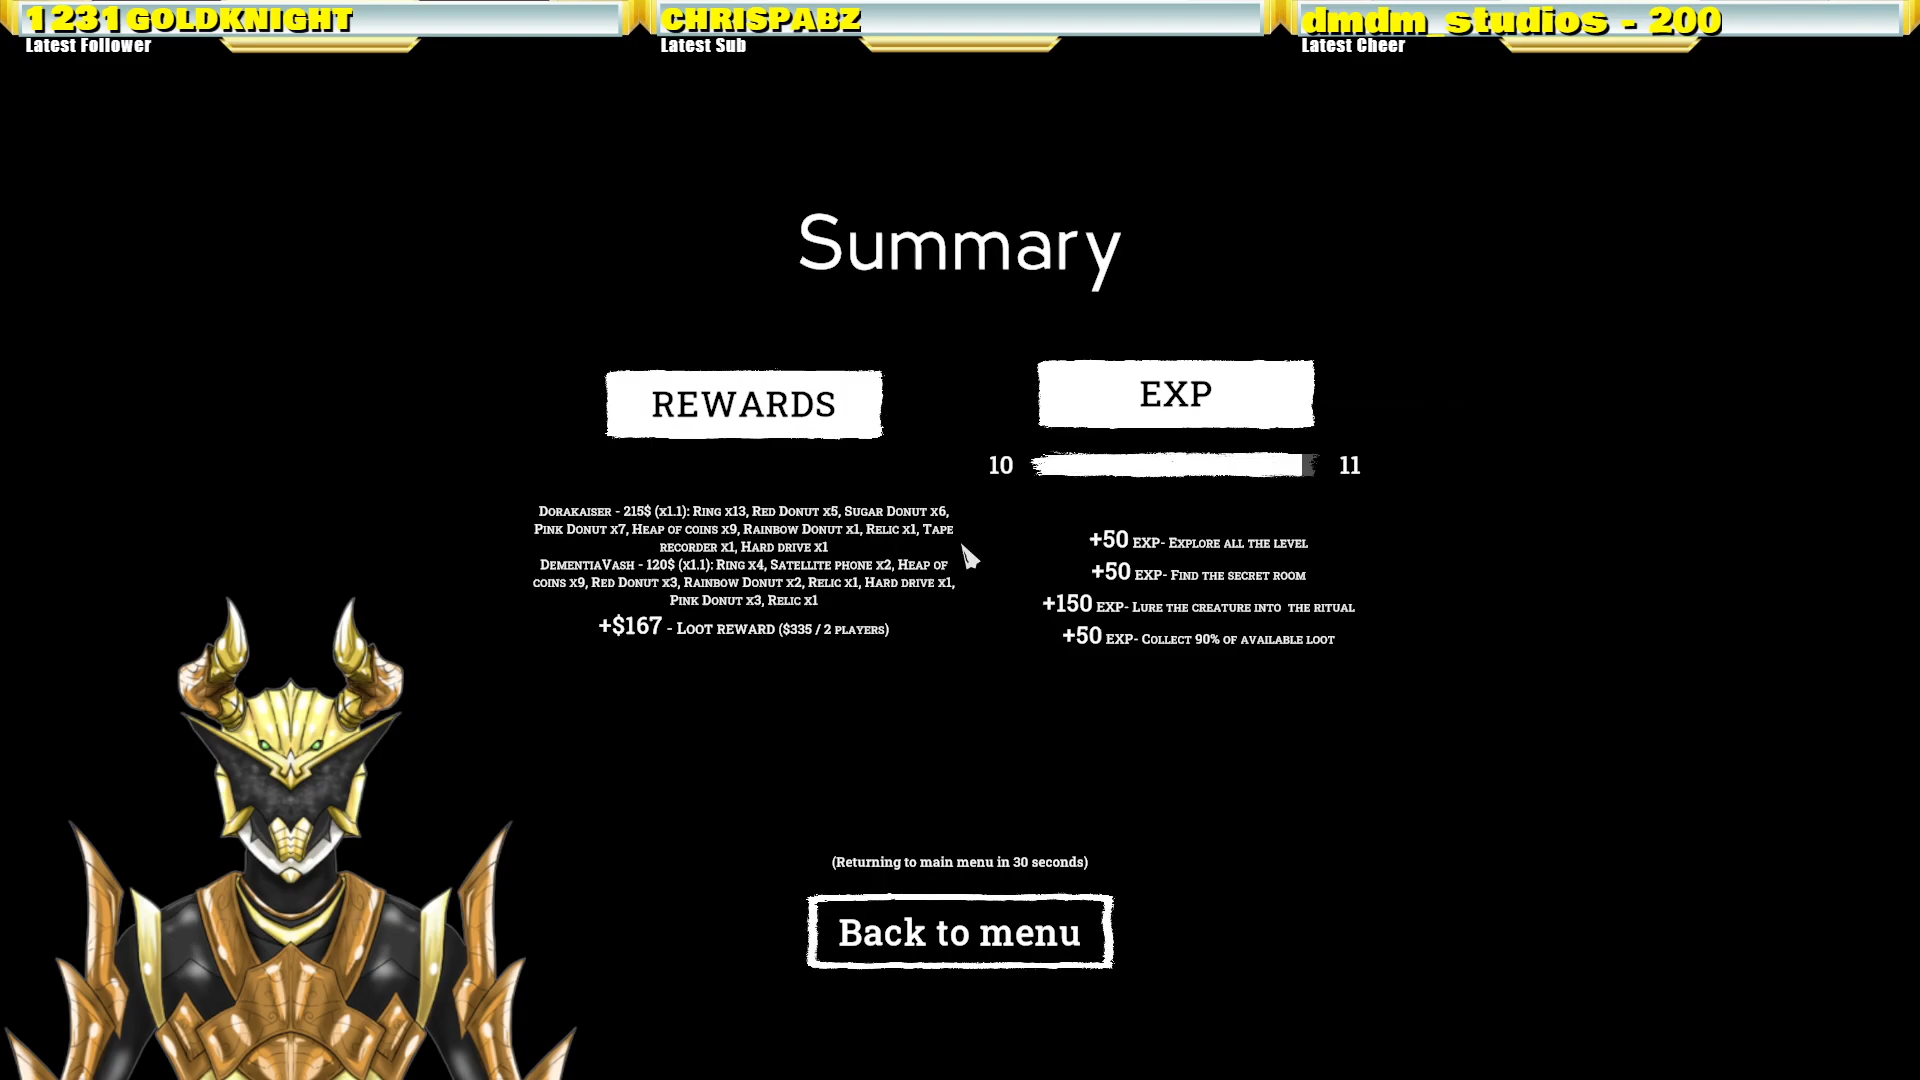 1231GOLDKNIGHT
Latest Follower
CHRISPABZ
Latest Sub
dmdm_studios - 200
Latest Cheer
Summary
REWARDS
Dorakaiser - 215$ (x1.1): Ring x13, Red Donut x5, Sugar Donut x6,
Pink Donut x7, Heap of coins x9, Rainbow Donut x1, Relic x1, Tape
recorder x1, Hard drive x1
DementiaVash - 120$ (x1.1): Ring x4, Satellite phone x2, Heap of
coins x9, Red Donut x3, Rainbow Donut x2, Relic x1, Hard drive x1,
Pink Donut x3, Relic x1
+$167 - Loot reward ($335 / 2 players)
EXP
10 11
+50 exp- Explore all the level
+50 exp- Find the secret room
+150 exp- Lure the creature into the ritual
+50 exp- Collect 90% of available loot
(Returning to main menu in 30 seconds)
Back to menu